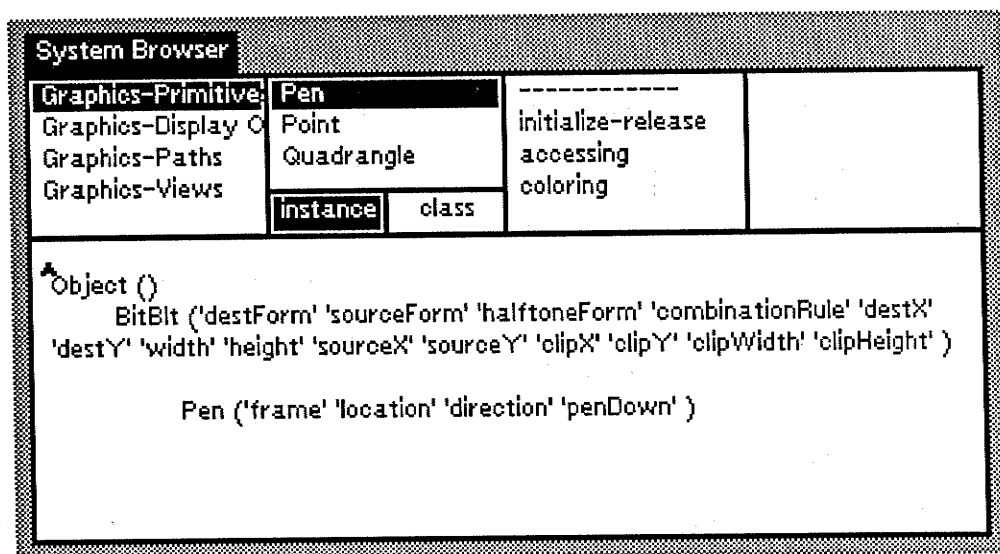 System Browser
Graphics-Primitive
Graphics-Display O
Graphics-Paths
Graphics-Views
Pen
Point
Quadrangle
instance
class
------------
initialize-release
accessing
coloring
Object ()
BitBlt ('destForm' 'sourceForm' 'halftoneForm' 'combinationRule' 'destX'
'destY' 'width' 'height' 'sourceX' 'sourceY' 'clipX' 'clipY' 'clipWidth' 'clipHeight' )
Pen ('frame' 'location' 'direction' 'penDown' )